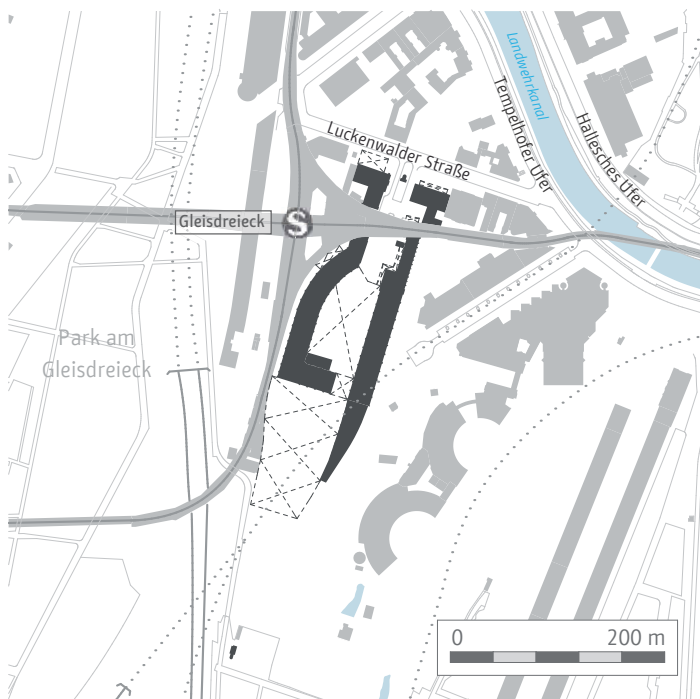 Landwehrkanal
Luckenwalder Straße
Tempelhofer Ufer
Hallesches Ufer
Gleisdreieck
S
Park am
Gleisdreieck
0 200 m